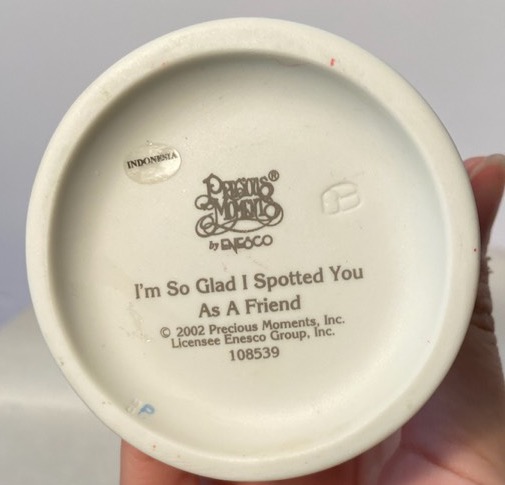 INDONESIA
Precious®
Moments
by ENESCO
I'm So Glad I Spotted You
As A Friend
© 2002 Precious Moments, Inc.
Licensee Enesco Group, Inc.
108539